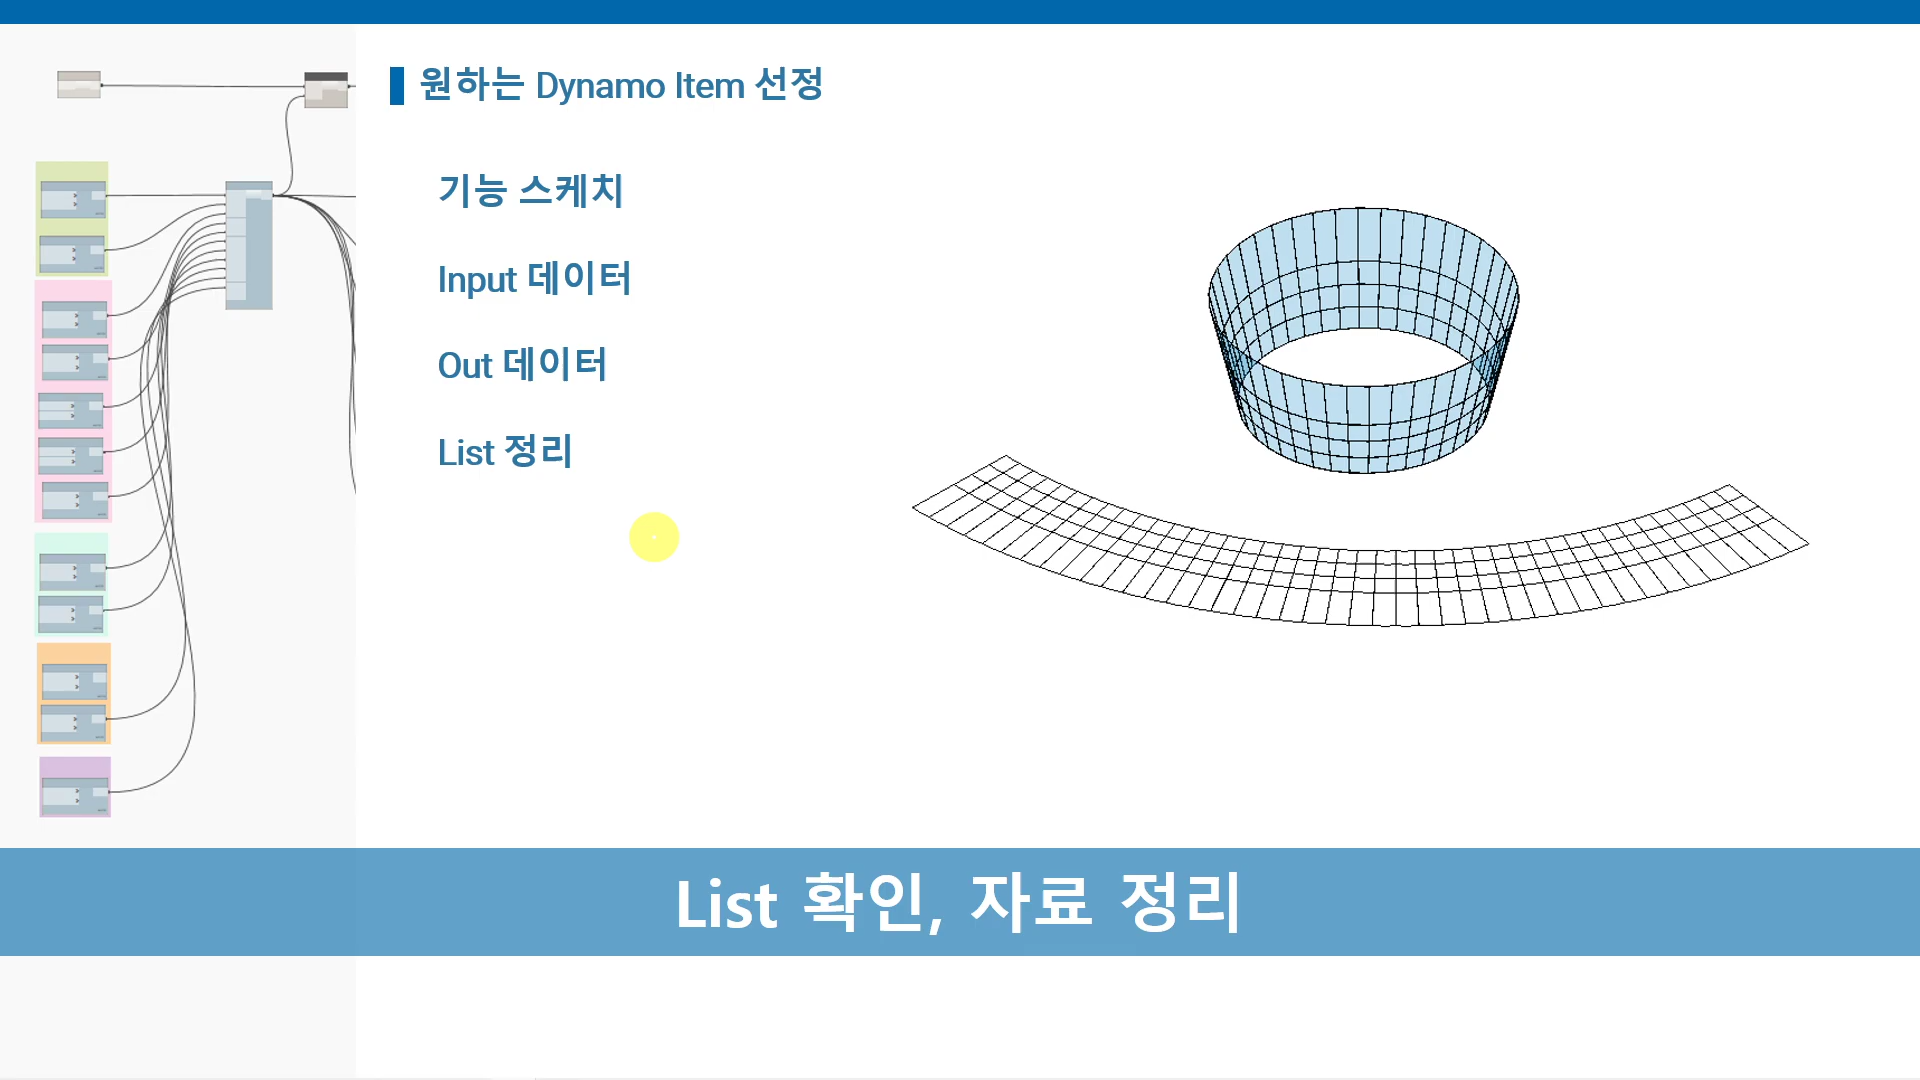 원하는 Dynamo Item 선정
기능 스케치
Input 데이터
Out 데이터
List 정리
List 확인, 자료 정리